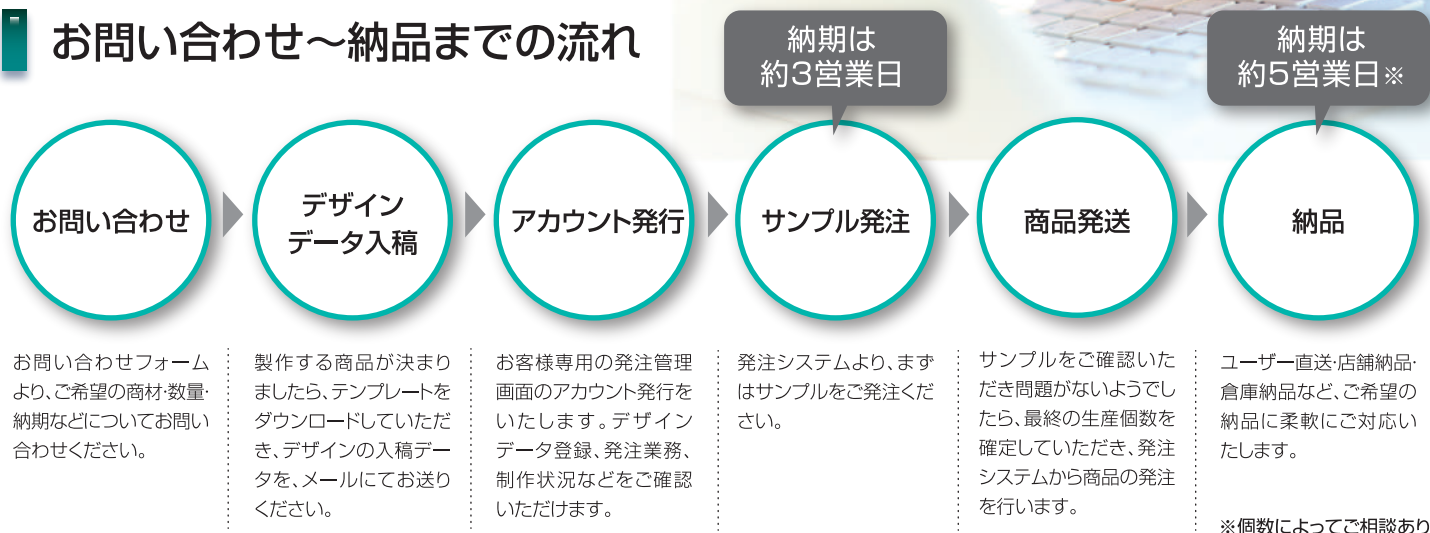 お問い合わせ〜納品までの流れ
納期は
約3営業日
納期は
約5営業日※
お問い合わせ
デザイン
データ入稿
アカウント発行
サンプル発注
商品発送
納品
お問い合わせフォーム
より、ご希望の商材・数量・
納期などについてお問い
合わせください。
製作する商品が決まり
ましたら、テンプレートを
ダウンロードしていただ
き、デザインの入稿デー
タを、メールにてお送り
ください。
お客様専用の発注管理
画面のアカウント発行を
いたします。デザイン
データ登録、発注業務、
制作状況などをご確認
いただけます。
発注システムより、まず
はサンプルをご発注くだ
さい。
サンプルをご確認いた
だき問題がないようでし
たら、最終の生産個数を
確定していただき、発注
システムから商品の発注
を行います。
ユーザー直送・店舗納品・
倉庫納品など、ご希望の
納品に柔軟にご対応い
たします。
※個数によってご相談あり